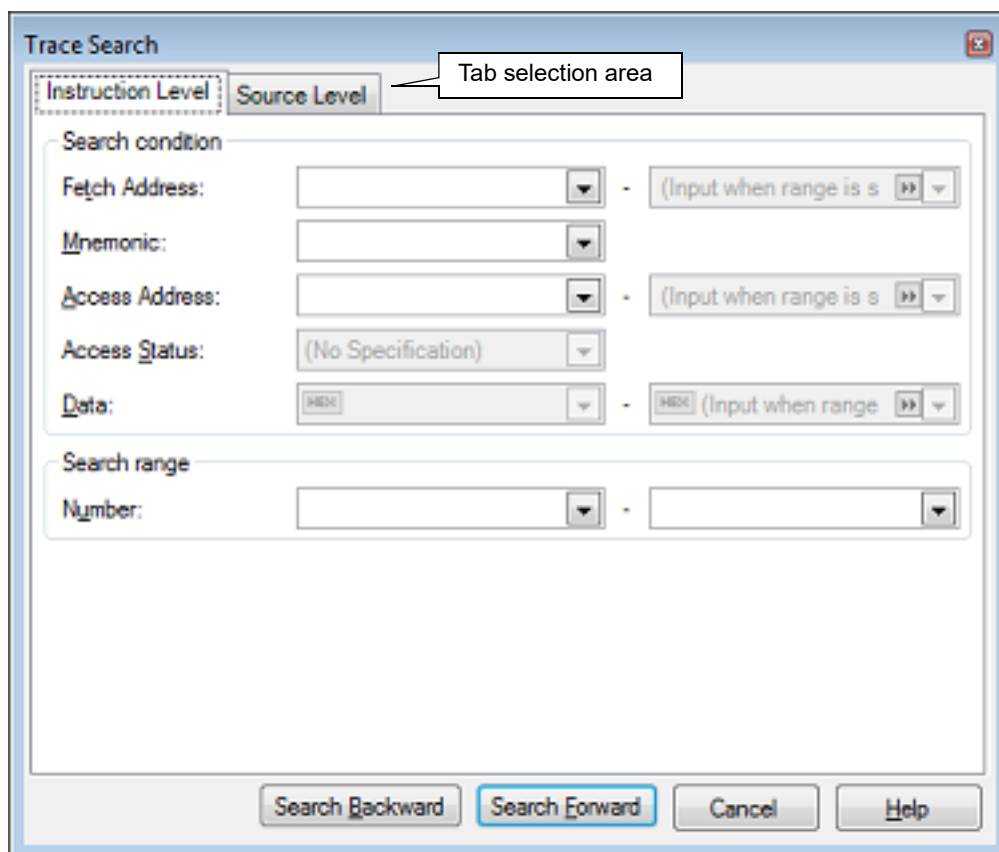 Trace Search
Tab selection area
Instruction Level Source Level
Search condition
Fetch Address: - (Input when range is s
Mnemonic:
Access Address: - (Input when range is s
Access Status: (No Specification)
Data: HEX - HEX (Input when range
Search range
Number: -
Search Backward Search Forward Cancel Help